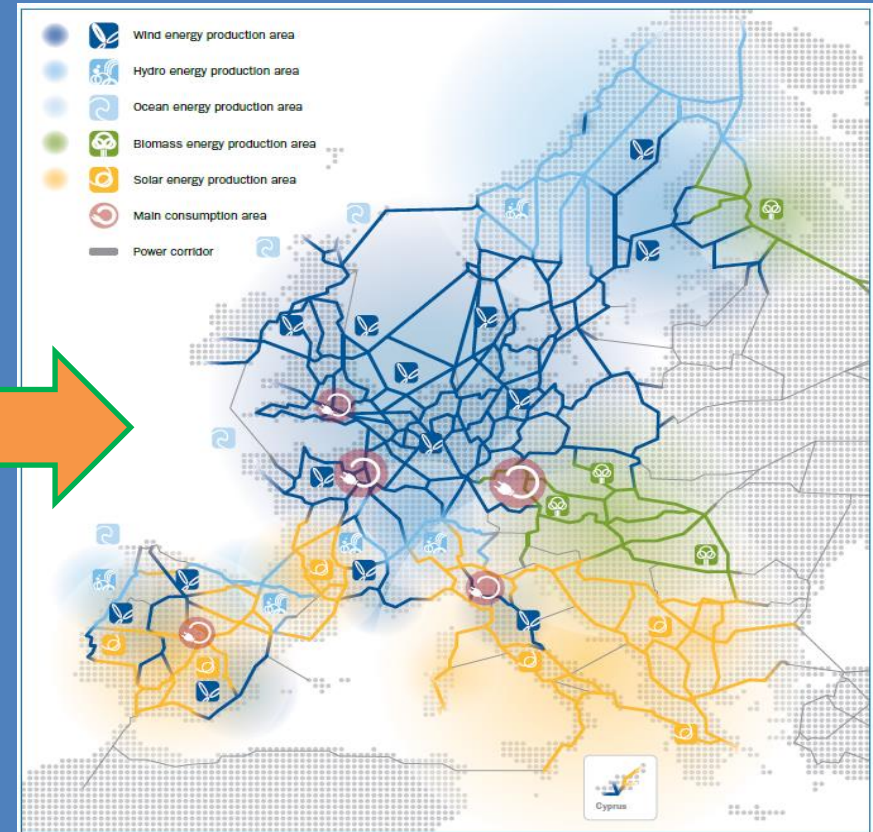 Wind energy production area
Hydro energy production area
Ocean energy production area
Biomass energy production area
Solar energy production area
Main consumption area
Power corridor
Cyprus